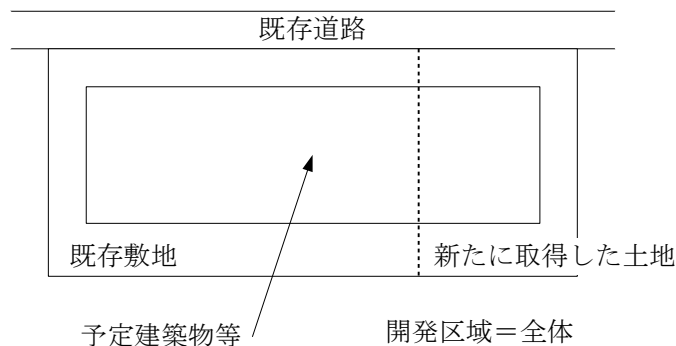 既存道路
既存敷地
新たに取得した土地
予定建築物等
開発区域＝全体